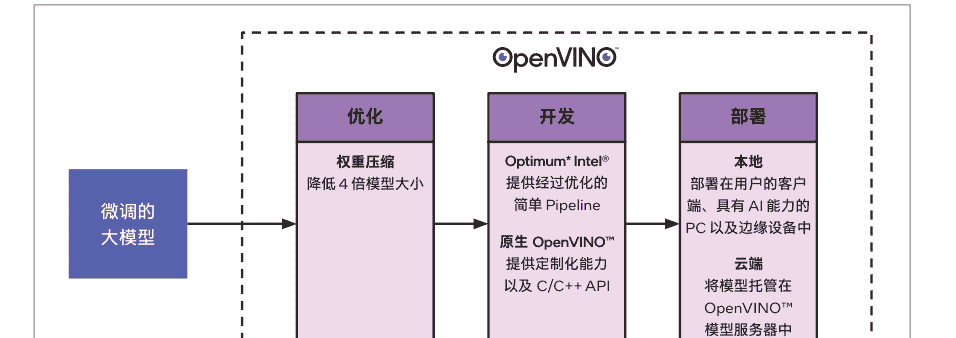 OpenVINO™
微调的
大模型
优化
权重压缩
降低 4 倍模型大小
开发
Optimum* Intel®
提供经过优化的
简单 Pipeline
原生 OpenVINO™
提供定制化能力
以及 C/C++ API
部署
本地
部署在用户的客户
端、具有 AI 能力的
PC 以及边缘设备中
云端
将模型托管在
OpenVINO™
模型服务器中